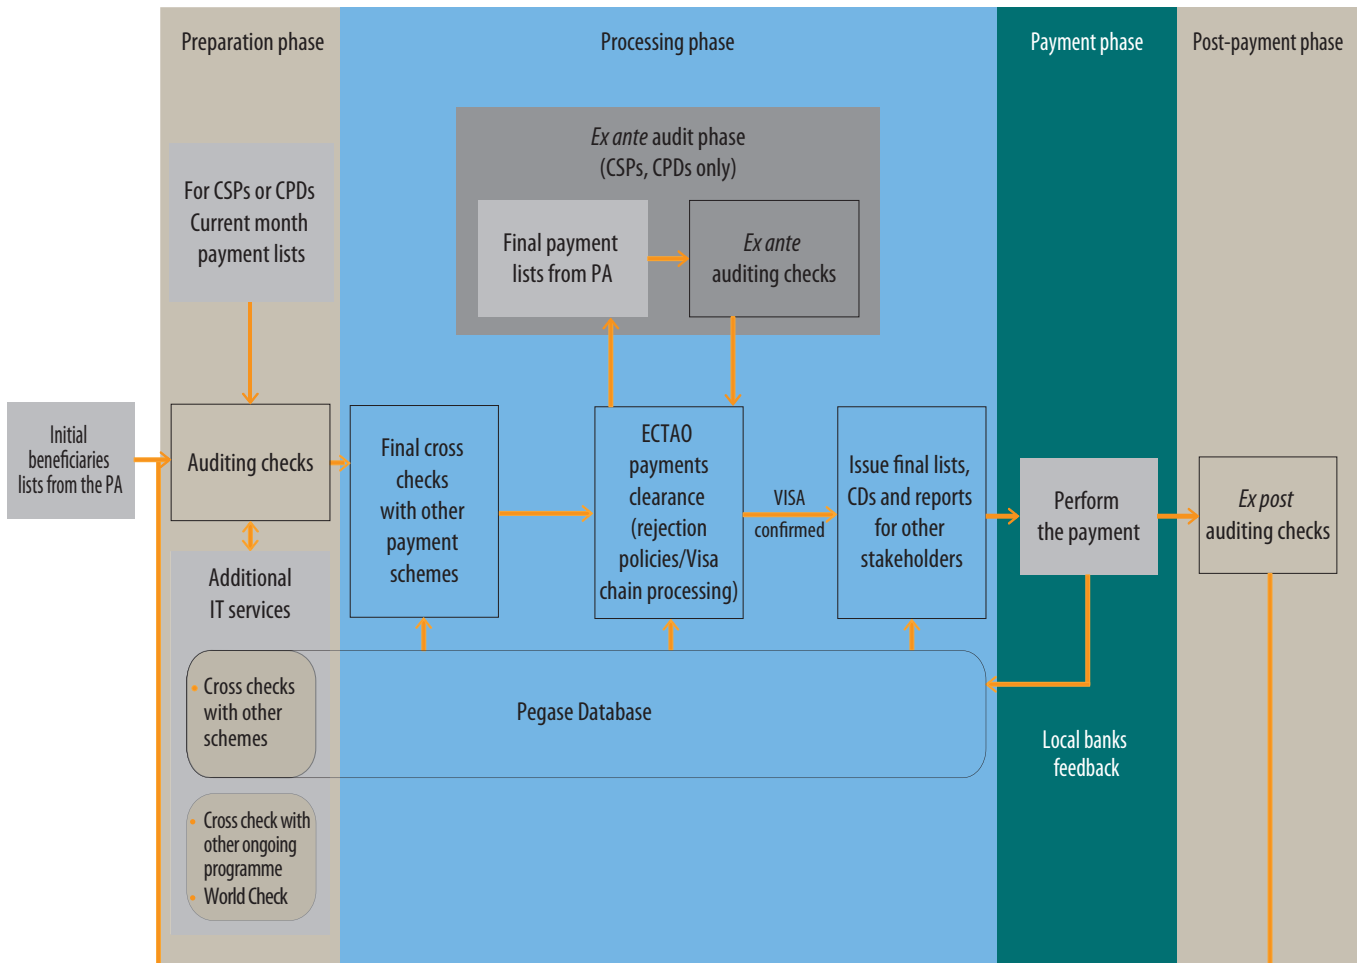 Preparation phase
Processing phase
Payment phase
Post-payment phase
Ex ante audit phase
(CSPs, CPDs only)
For CSPs or CPDs
Current month
payment lists
Final payment
lists from PA
Ex ante
auditing checks
Initial
beneficiaries
lists from the PA
Auditing checks
Final cross
checks
with other
payment
schemes
ECTAO
payments
clearance
(rejection
policies/Visa
chain processing)
VISA
confirmed
Issue final lists,
CDs and reports
for other
stakeholders
Perform
the payment
Ex post
auditing checks
Additional
IT services
• Cross checks
with other
schemes
Pegase Database
Local banks
feedback
• Cross check with
other ongoing
programme
• World Check